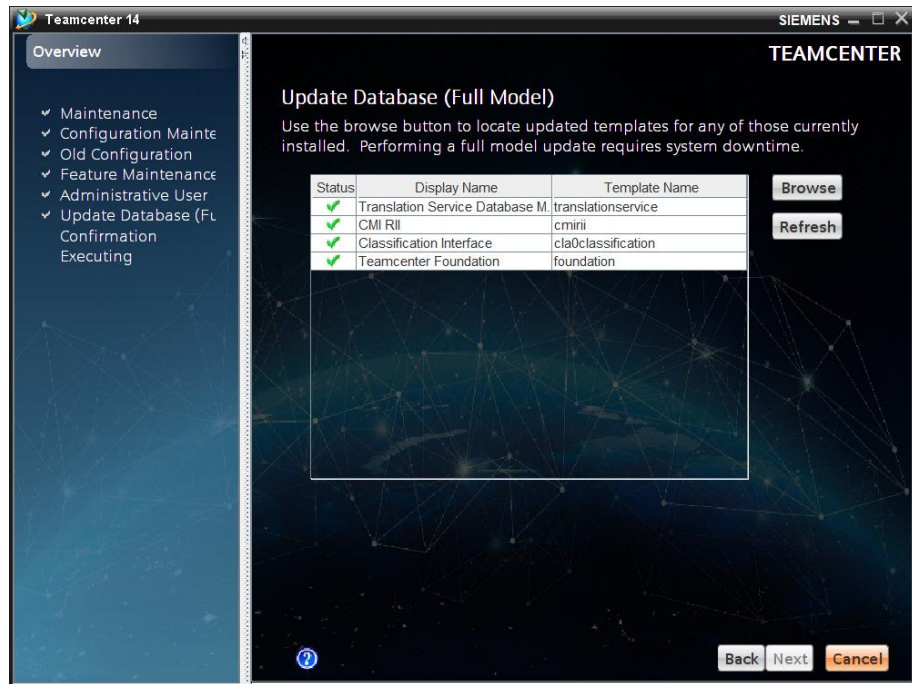 Teamcenter 14
SIEMENS
Overview
TEAMCENTER
Maintenance
Configuration Mainte
Old Configuration
Feature Maintenance
Administrative User
Update Database (Fu
Confirmation
Executing
Update Database (Full Model)
Use the browse button to locate updated templates for any of those currently
installed. Performing a full model update requires system downtime.
Status Display Name Template Name
Translation Service Database M. translationservice
CMI RII cmirii
Classification Interface cla0classification
Teamcenter Foundation foundation
Browse
Refresh
Back Next Cancel